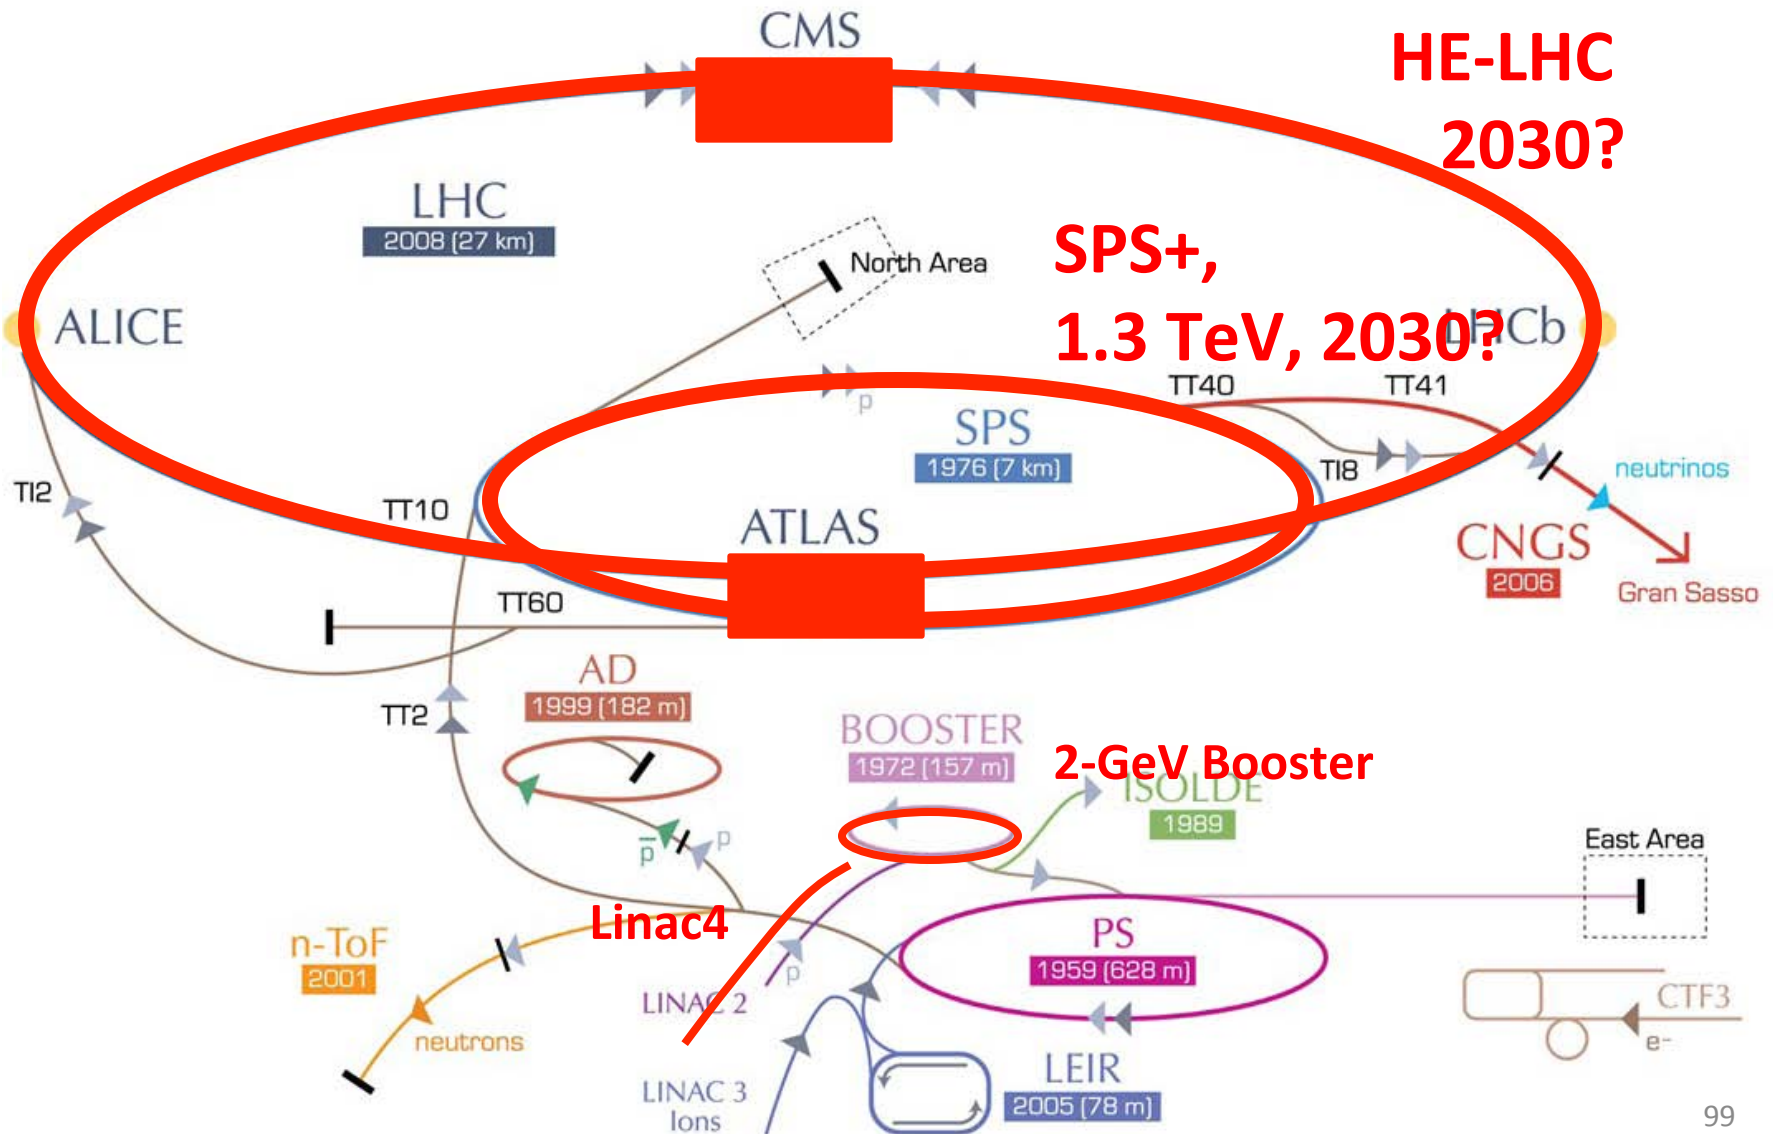 CMS
HE-LHC
2030?
LHC
2008 (27 km)
North Area
SPS+,
1.3 TeV, 2030?
ALICE
LHCb
TT40
TT41
p
SPS
1976 (7 km)
TI2
TT10
TI8
neutrinos
ATLAS
CNGS
2006
Gran Sasso
TT60
AD
1999 (182 m)
TT2
BOOSTER
1972 (157 m)
2-GeV Booster
ISOLDE
1989
p
p
East Area
Linac4
n-ToF
2001
p
PS
1959 (628 m)
LINAC 2
CTF3
neutrons
e-
LINAC 3
Ions
LEIR
2005 (78 m)
99